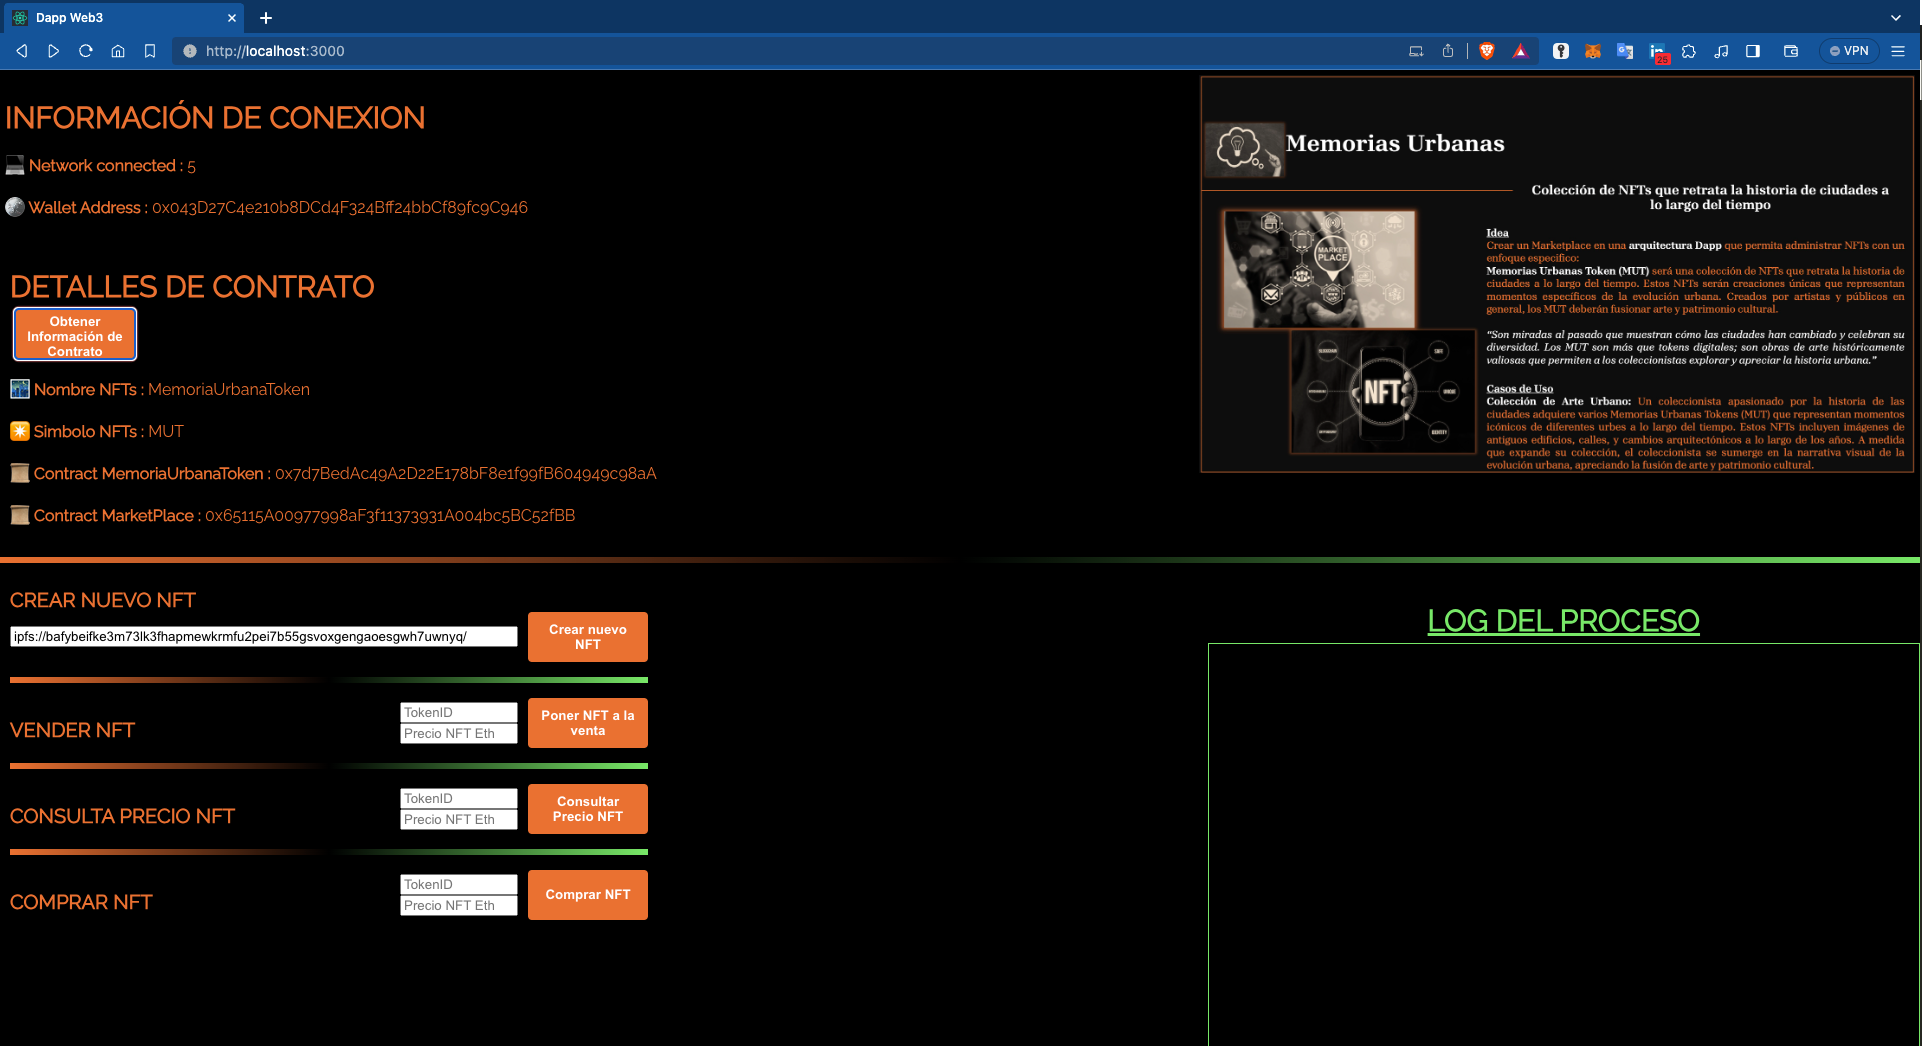 Dapp Web3
http://localhost:3000
25
VPN
INFORMACIÓN DE CONEXION
Network connected : 5
Wallet Address : 0x043D27C4e210b8DCd4F324Bff24bbCf89fc9C946
DETALLES DE CONTRATO
Obtener
Información de
Contrato
Nombre NFTs : MemoriaUrbanaToken
Simbolo NFTs : MUT
Contract MemoriaUrbanaToken : 0x7d7BedAc49A2D22E178bF8e1f99fB604949c98aA
Contract MarketPlace : 0x65115A00977998aF3f11373931A004bc5BC52fBB
Memorias Urbanas
Colección de NFTs que retrata la historia de ciudades a
lo largo del tiempo
MARKET
PLACE
NFT
Idea
Crear un Marketplace en una arquitectura Dapp que permita administrar NFTs con un
enfoque específico:
Memorias Urbanas Token (MUT) será una colección de NFTs que retrata la historia de
ciudades a lo largo del tiempo. Estos NFTs serán creaciones únicas que representan
momentos específicos de la evolución urbana. Creados por artistas y públicos en
general, los MUT deberán fusionar arte y patrimonio cultural.
“Son miradas al pasado que muestran cómo las ciudades han cambiado y celebran su
diversidad. Los MUT son más que tokens digitales; son obras de arte históricamente
valiosas que permiten a los coleccionistas explorar y apreciar la historia urbana.”
Casos de Uso
Colección de Arte Urbano: Un coleccionista apasionado por la historia de las
ciudades adquiere varios Memorias Urbanas Tokens (MUT) que representan momentos
icónicos de diferentes urbes a lo largo del tiempo. Estos NFTs incluyen imágenes de
antiguos edificios, calles, y cambios arquitectónicos a lo largo de los años. A medida
que expande su colección, el coleccionista se sumerge en la narrativa visual de la
evolución urbana, apreciando la fusión de arte y patrimonio cultural.
CREAR NUEVO NFT
ipfs://bafybeifke3m73lk3fhapmewkrmfu2pei7b55gsvoxgengaoesgwh7uwnyq/
Crear nuevo
NFT
VENDER NFT
TokenID
Precio NFT Eth
Poner NFT a la
venta
CONSULTA PRECIO NFT
TokenID
Precio NFT Eth
Consultar
Precio NFT
COMPRAR NFT
TokenID
Precio NFT Eth
Comprar NFT
LOG DEL PROCESO